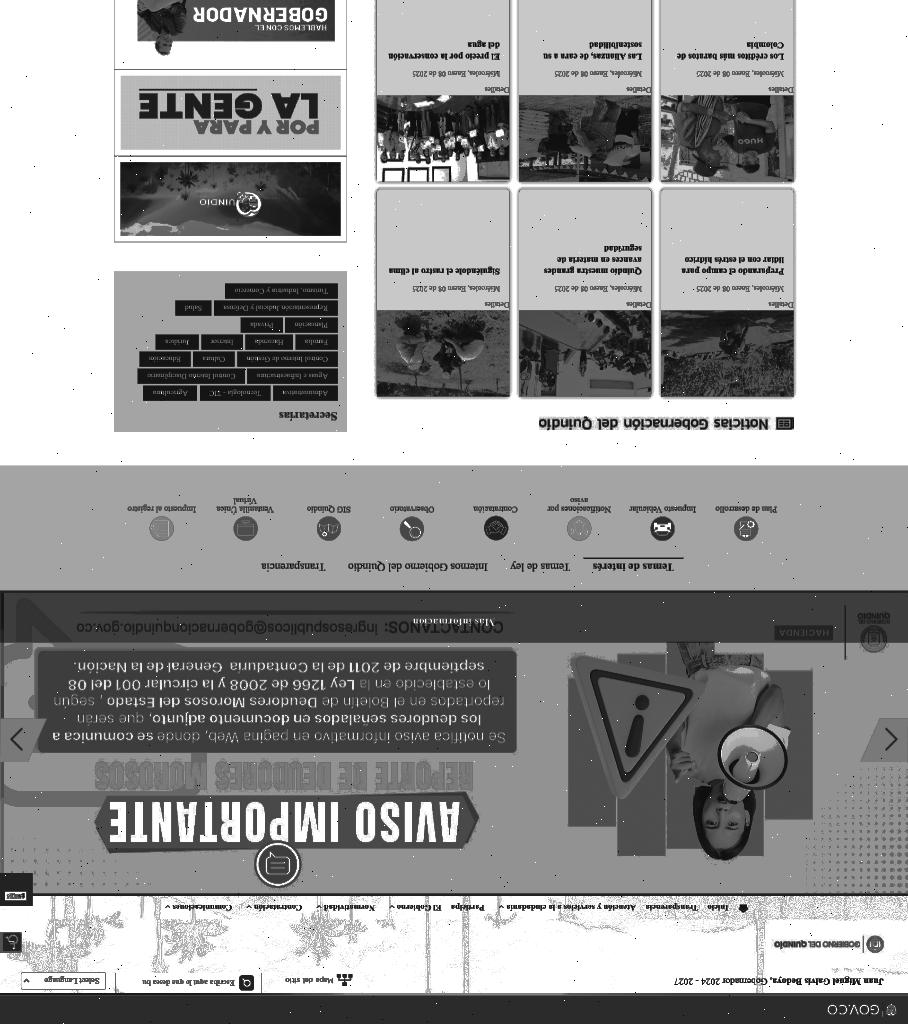 GOV.CO
Juan Miguel Galvis Bedoya, Gobernador 2024 - 2027
Mapa del sitio
Escriba aquí lo que desea bu
Select Language
GOBIERNO DEL QUINDÍO
Inicio Transparencia Atención y servicios a la ciudadanía Participa El Gobierno Normatividad Contratación Comunicaciones
AVISO IMPORTANTE
REPORTE DE DEUDORES MOROSOS
Se notifica aviso informativo en pagina Web, donde se comunica a
los deudores señalados en documento adjunto, que serán
reportados en el Boletín de Deudores Morosos del Estado, según
lo establecido en la Ley 1266 de 2008 y la circular 001 del 08
septiembre de 2011 de la Contaduría General de la Nación.
HACIENDA
CONTACTANOS: ingresospublicos@gobernacionquindio.gov.co
Más información
Temas de Interés Temas de ley Internos Gobierno del Quindío Transparencia
Plan de desarrollo
Impuesto Vehicular
Notificaciones por
aviso
Contratación
Observatorio
SIG Quindío
Ventanilla Única
Virtual
Impuesto al registro
Noticias Gobernación del Quindío
Detalles
Miércoles, Enero 08 de 2025
Preparando el campo para
lidiar con el estrés hídrico
Detalles
Miércoles, Enero 08 de 2025
Quindío muestra grandes
avances en materia de
seguridad
Detalles
Miércoles, Enero 08 de 2025
Siguiéndole el rastro al clima
HUGO
Detalles
Miércoles, Enero 08 de 2025
Los créditos más baratos de
Colombia
Detalles
Miércoles, Enero 08 de 2025
Las Alianzas, de cara a su
sostenibilidad
Detalles
Miércoles, Enero 08 de 2025
El precio por la conservación
del agua
Secretarías
Administrativa Tecnología - TIC Agricultura
Aguas e Infraestructura Control Interno Disciplinario
Control Interno de Gestión Cultura Educación
Familia Hacienda Interior Jurídica
Planeación Privada
Representación Judicial y Defensa Salud
Turismo, Industria y Comercio
QUINDIO
POR Y PARA
LA GENTE
HABLEMOS CON EL
GOBERNADOR